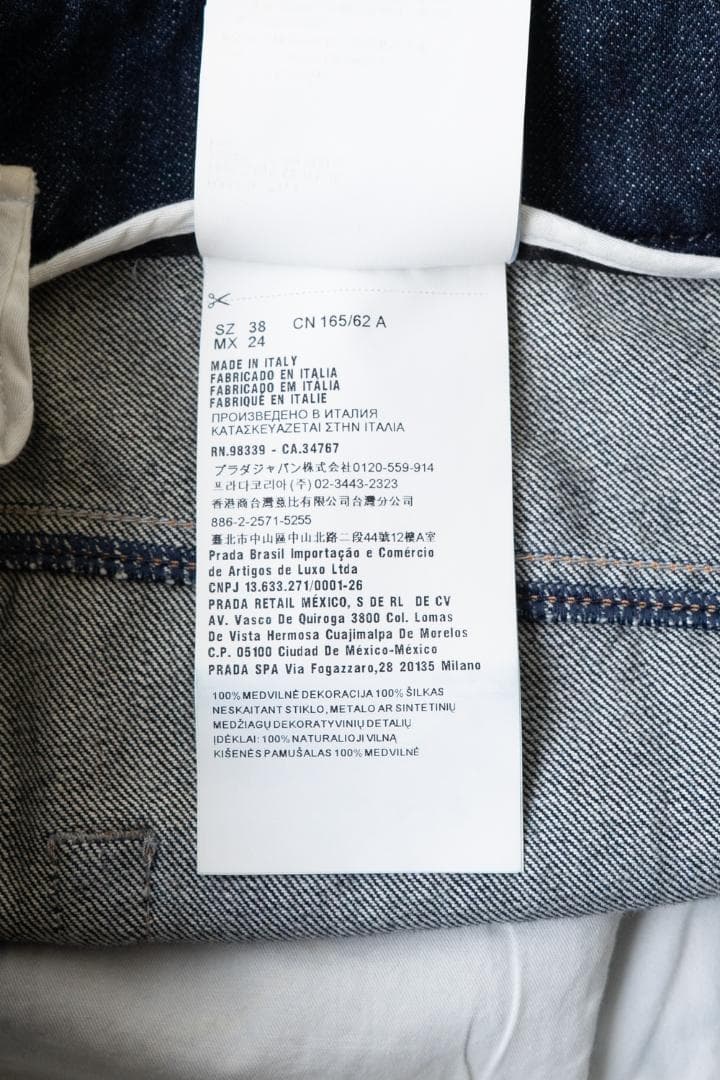 SZ 38 CN 165/62 A
MX 24
MADE IN ITALY
FABRICADO EN ITALIA
FABRICADO EM ITÁLIA
FABRIQUÉ EN ITALIE
ПРОИЗВЕДЕНО В ИТАЛИЯ
ΚΑΤΑΣΚΕΥΑΖΕΤΑΙ ΣΤΗΝ ΙΤΑΛΙΑ
RN.98339 - CA.34767
プラダジャパン株式会社0120-559-914
프라다코리아(주)02-3443-2323
香港商台灣惢比有限公司台灣分公司
886-2-2571-5255
臺北市中山區中山北路二段44號12樓A室
Prada Brasil Importação e Comércio
de Artigos de Luxo Ltda
CNPJ 13.633.271/0001-26
PRADA RETAIL MÉXICO, S DE RL DE CV
AV. Vasco De Quiroga 3800 Col. Lomas
De Vista Hermosa Cuajimalpa De Morelos
C.P. 05100 Ciudad De México-México
PRADA SPA Via Fogazzaro,28 20135 Milano
100% MEDVILNĖ DEKORACIJA 100% ŠILKAS
NESKAITANT STIKLO, METALO AR SINTETINIŲ
MEDŽIAGŲ DEKORATYVINIŲ DETALIŲ
ĮDĖKLAI: 100% NATURALIOJI VILNĄ
KIŠENĖS PAMUŠALAS 100% MEDVILNĖ